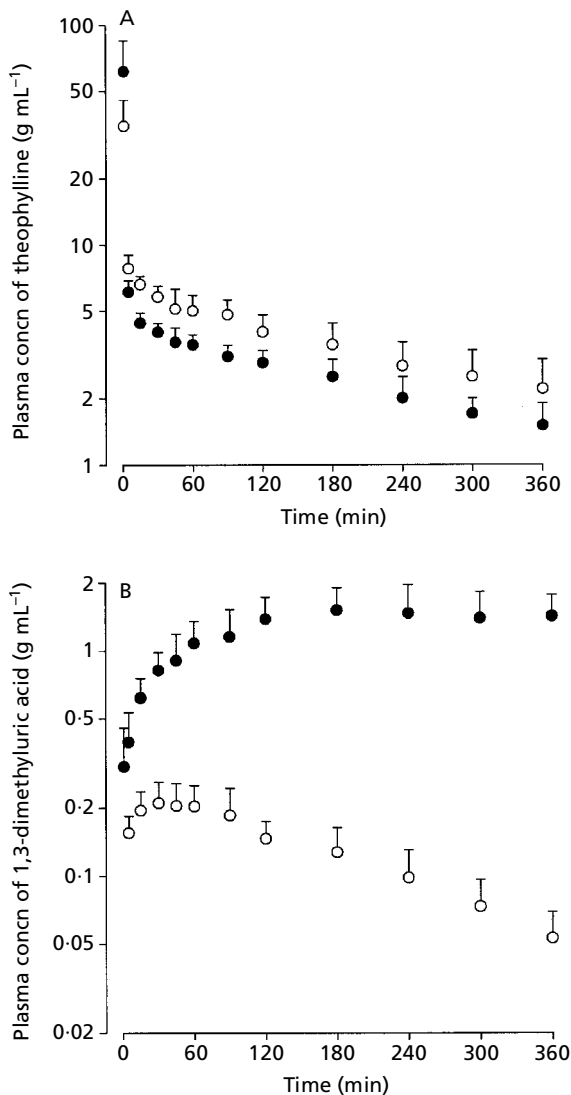 A
Plasma concn of theophylline (g mL⁻¹)
100
50
20
10
5
2
1
0 60 120 180 240 300 360
Time (min)
B
Plasma concn of 1,3-dimethyluric acid (g mL⁻¹)
2
1
0·5
0·2
0·1
0·05
0·02
0 60 120 180 240 300 360
Time (min)